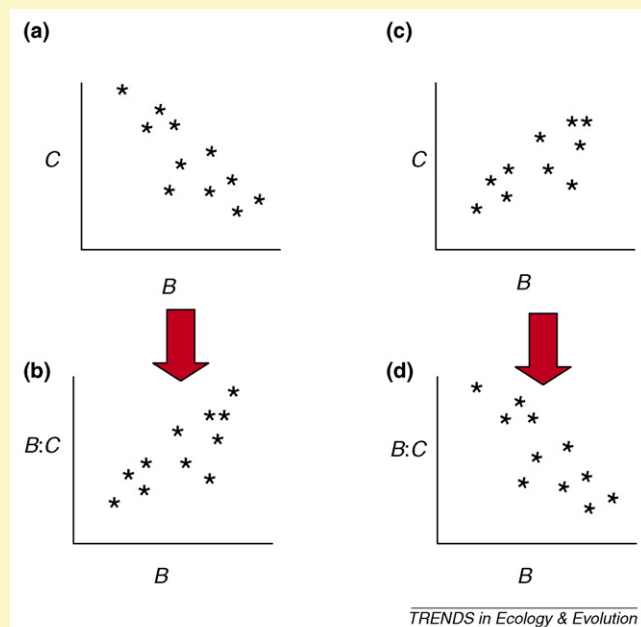 (a)
C
B
(b)
B:C
B
(c)
C
B
(d)
B:C
B
TRENDS in Ecology & Evolution